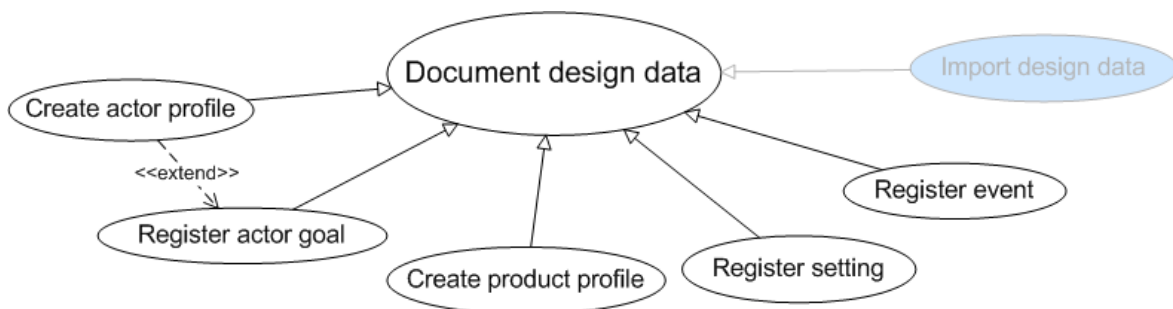 Document design data
Import design data
Create actor profile
<<extend>>
Register event
Register actor goal
Register setting
Create product profile